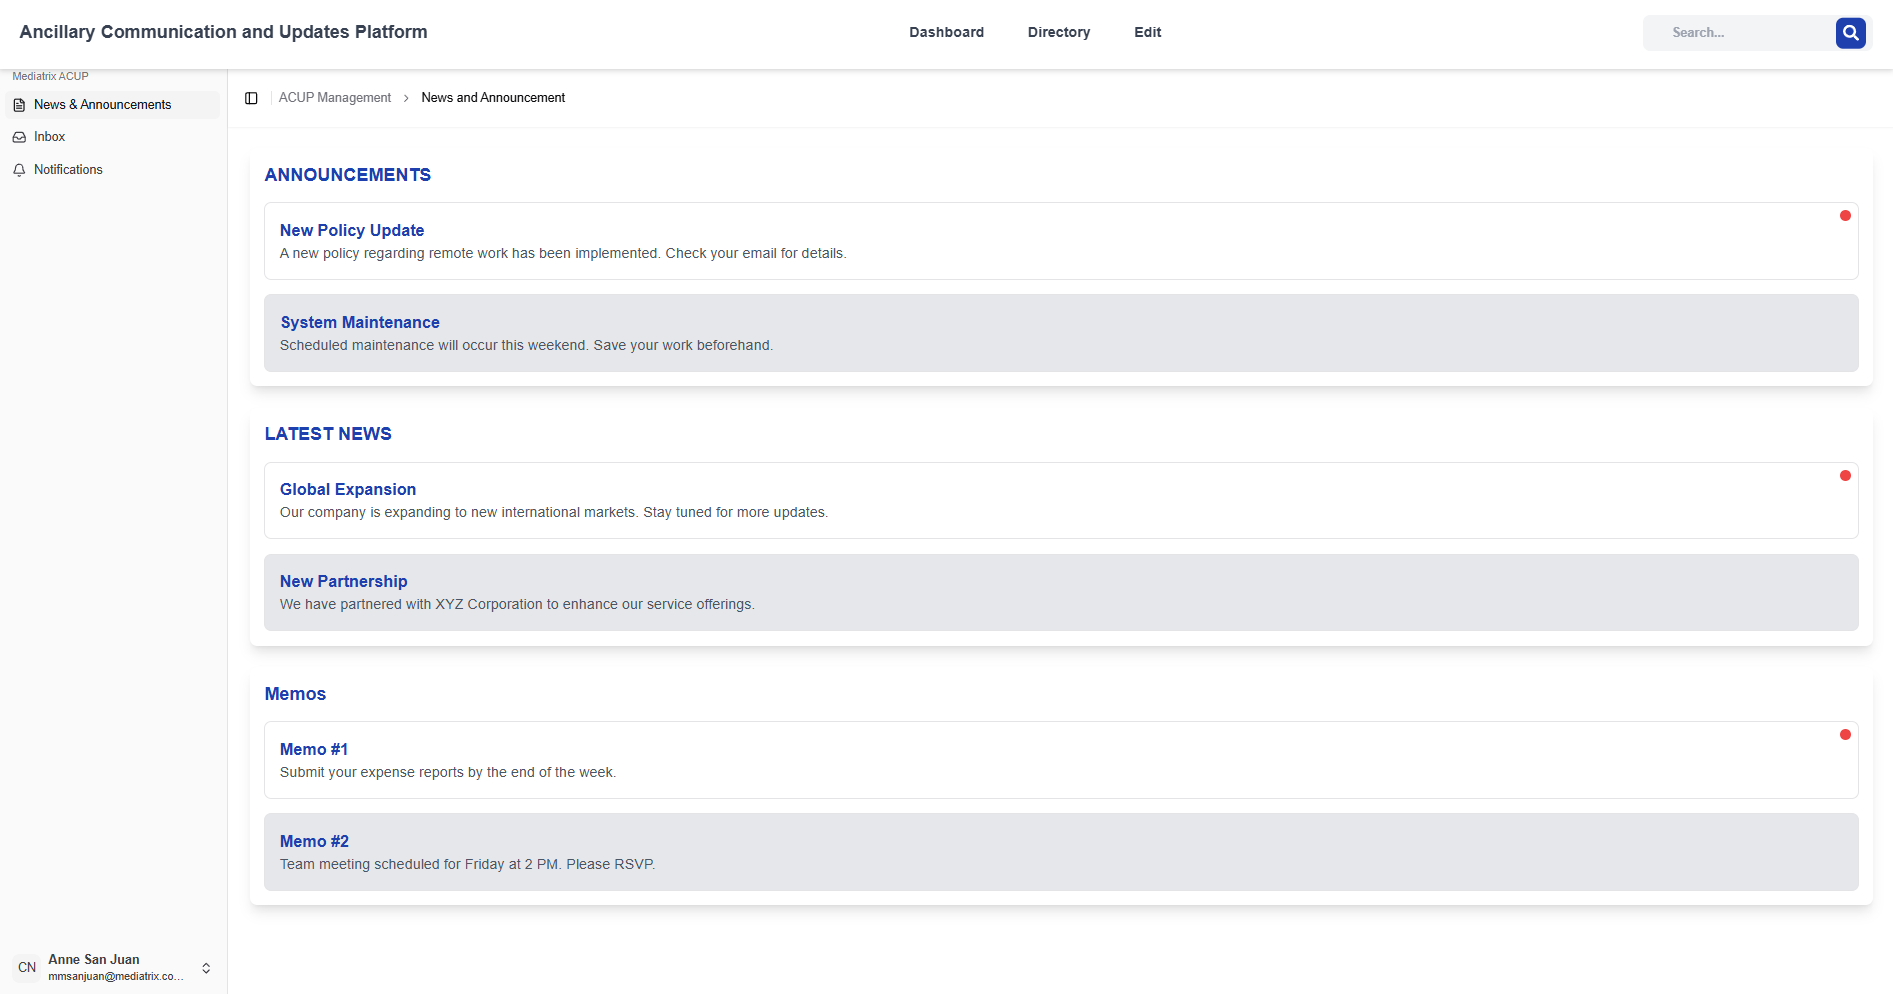 Ancillary Communication and Updates Platform
Dashboard Directory Edit
Search...
Mediatrix ACUP
News & Announcements
Inbox
Notifications
ACUP Management > News and Announcement
ANNOUNCEMENTS
New Policy Update
A new policy regarding remote work has been implemented. Check your email for details.
System Maintenance
Scheduled maintenance will occur this weekend. Save your work beforehand.
LATEST NEWS
Global Expansion
Our company is expanding to new international markets. Stay tuned for more updates.
New Partnership
We have partnered with XYZ Corporation to enhance our service offerings.
Memos
Memo #1
Submit your expense reports by the end of the week.
Memo #2
Team meeting scheduled for Friday at 2 PM. Please RSVP.
CN
Anne San Juan
mmsanjuan@mediatrix.co...